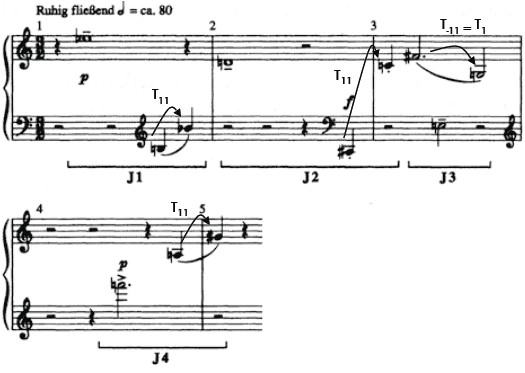 Ruhig fließend 𝅗𝅥 = ca. 80
1 2 3
T-11 = T1
p T11 T11 f
J1 J2 J3
4 T11 5
p
J4